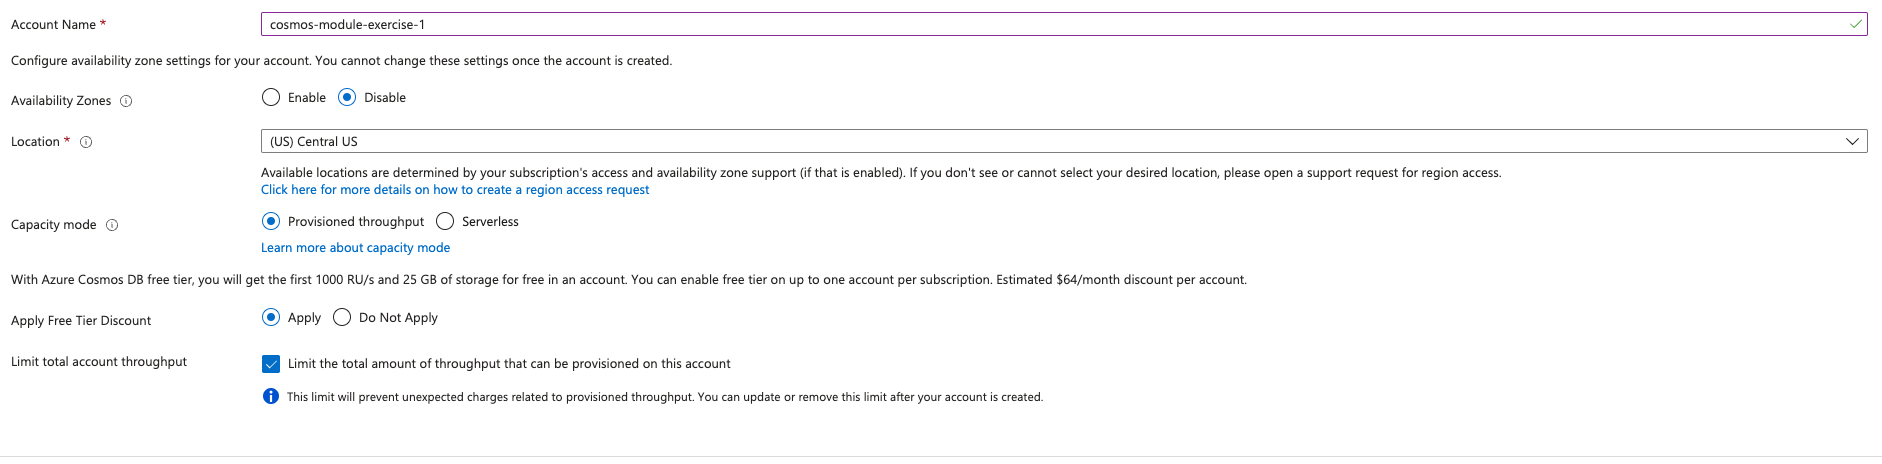 Account Name *
cosmos-module-exercise-1
Configure availability zone settings for your account. You cannot change these settings once the account is created.
Availability Zones
Enable
Disable
Location *
(US) Central US
Available locations are determined by your subscription's access and availability zone support (if that is enabled). If you don't see or cannot select your desired location, please open a support request for region access.
Click here for more details on how to create a region access request
Capacity mode
Provisioned throughput
Serverless
Learn more about capacity mode
With Azure Cosmos DB free tier, you will get the first 1000 RU/s and 25 GB of storage for free in an account. You can enable free tier on up to one account per subscription. Estimated $64/month discount per account.
Apply Free Tier Discount
Apply
Do Not Apply
Limit total account throughput
Limit the total amount of throughput that can be provisioned on this account
This limit will prevent unexpected charges related to provisioned throughput. You can update or remove this limit after your account is created.